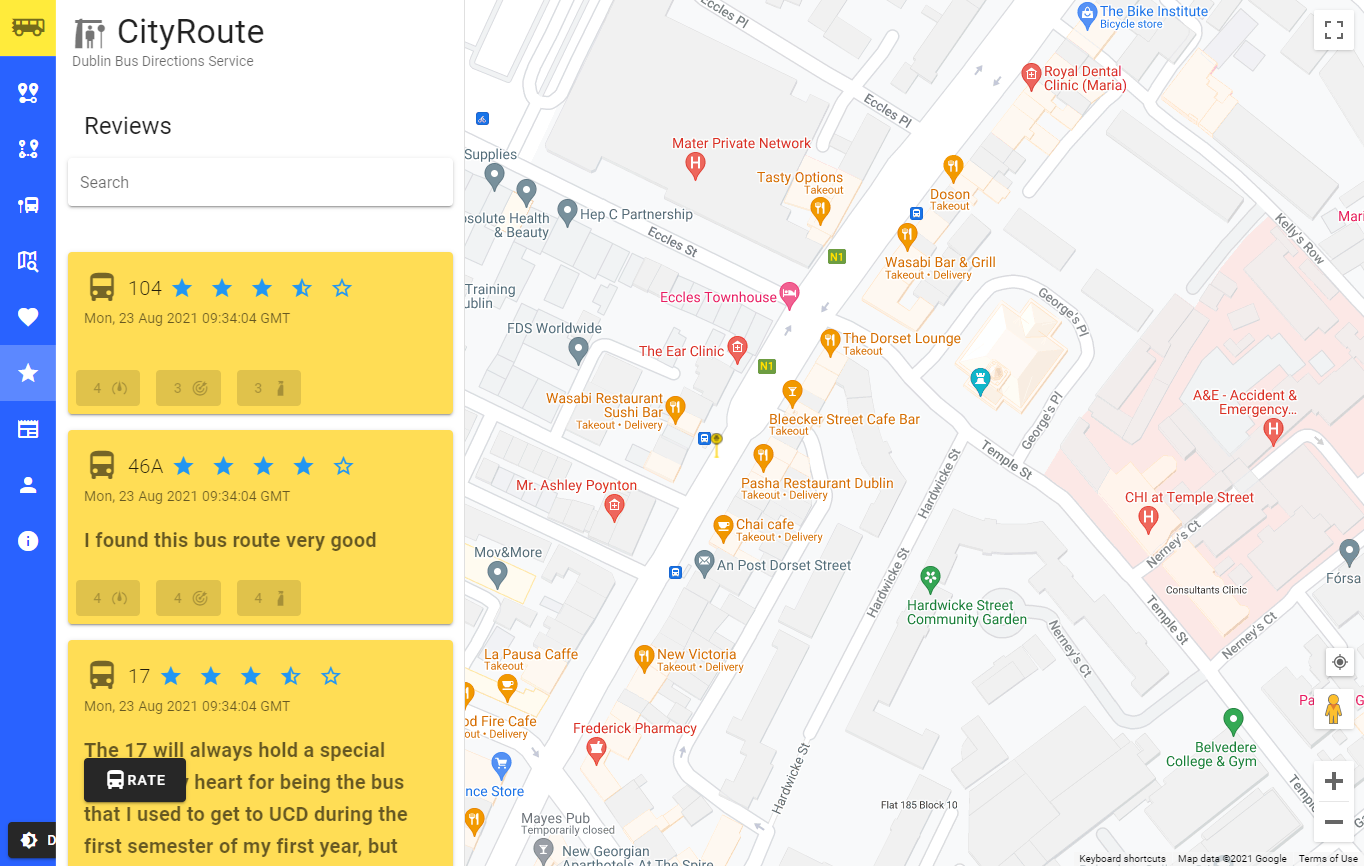 CityRoute
Dublin Bus Directions Service
Reviews
Search
104
Mon, 23 Aug 2021 09:34:04 GMT
4
3
3
46A
Mon, 23 Aug 2021 09:34:04 GMT
I found this bus route very good
4
4
4
17
Mon, 23 Aug 2021 09:34:04 GMT
The 17 will always hold a special
heart for being the bus
RATE
that I used to get to UCD during the
first semester of my first year, but
D
Eccles Pl
The Bike Institute
Bicycle store
Royal Dental
Clinic (Maria)
Eccles Pl
Mater Private Network
Supplies
Tasty Options
Takeout
Doson
Takeout
solute Health
& Beauty
Hep C Partnership
Eccles St
Mari
Kelly's Row
N1
Wasabi Bar & Grill
Takeout • Delivery
Training
ublin
Eccles Townhouse
George's Pl
FDS Worldwide
The Ear Clinic
The Dorset Lounge
Takeout
N1
Wasabi Restaurant
Sushi Bar
Takeout • Delivery
Bleecker Street Cafe Bar
Takeout
George's Pl
A&E - Accident &
Emergency...
Temple St
Hardwicke St
Mr. Ashley Poynton
Pasha Restaurant Dublin
Takeout • Delivery
CHI at Temple Street
Chai cafe
Takeout • Delivery
Nerney's Ct
Mov&More
An Post Dorset Street
Hardwicke St
Fórsa
Consultants Clinic
Hardwicke Street
Community Garden
Temple St
Nerney's Ct
Nerney's Ct
La Pausa Caffe
Takeout
New Victoria
Takeout • Delivery
Pa
G
od Fire Cafe
out • Delivery
Frederick Pharmacy
Belvedere
College & Gym
Hardwicke St
nce Store
Flat 185 Block 10
Temple
Mayes Pub
Temporarily closed
New Georgian
Aparthotels At The Spire
Keyboard shortcuts
Map data ©2021 Google
Terms of Use